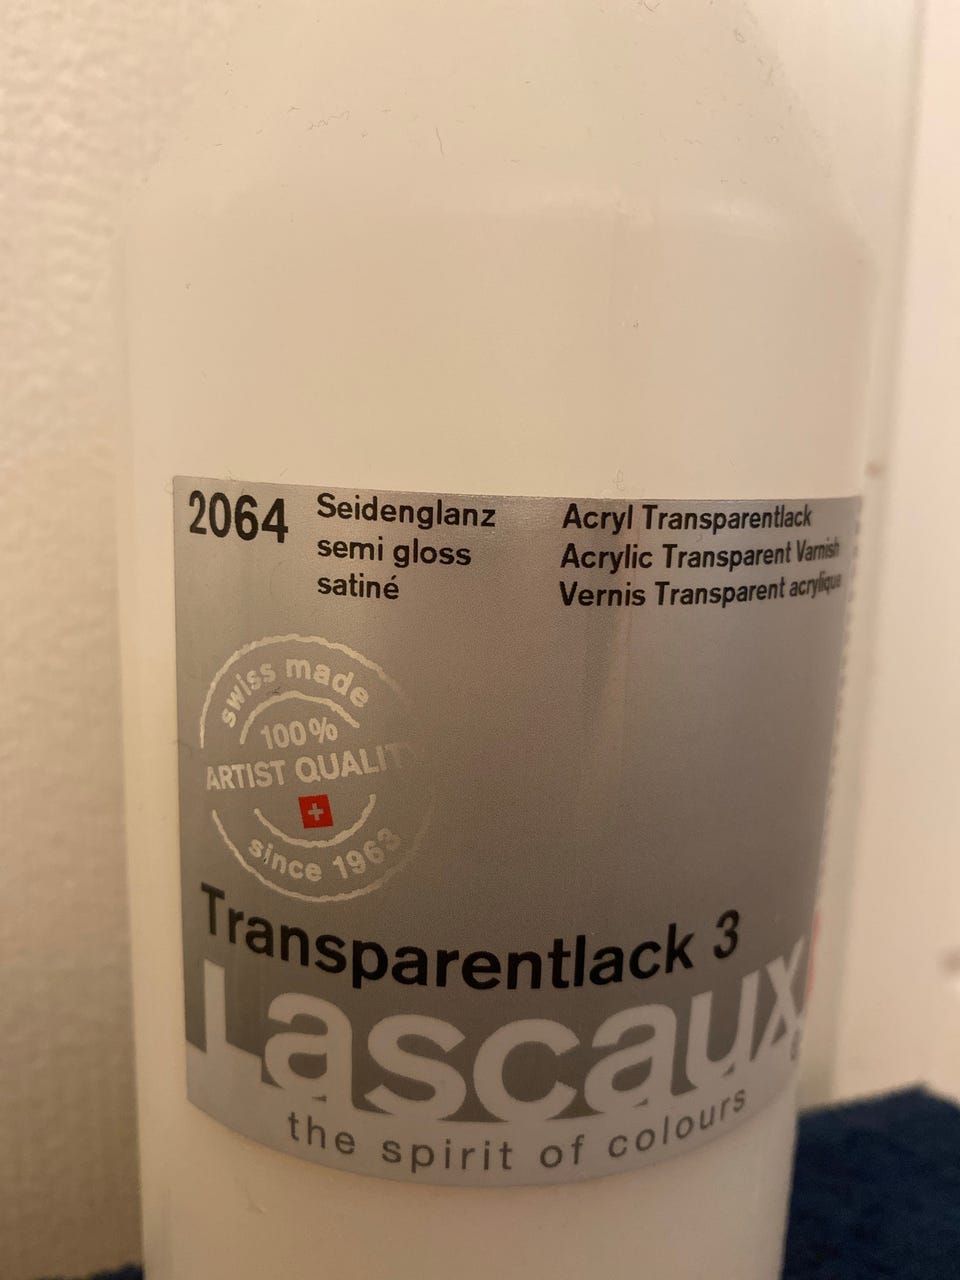 2064
Seidenglanz
semi gloss
satiné
Acryl Transparentlack
Acrylic Transparent Varnish
Vernis Transparent acrylique
swiss made
100%
ARTIST QUALITY
since 1963
Transparentlack 3
Lascaux
the spirit of colours